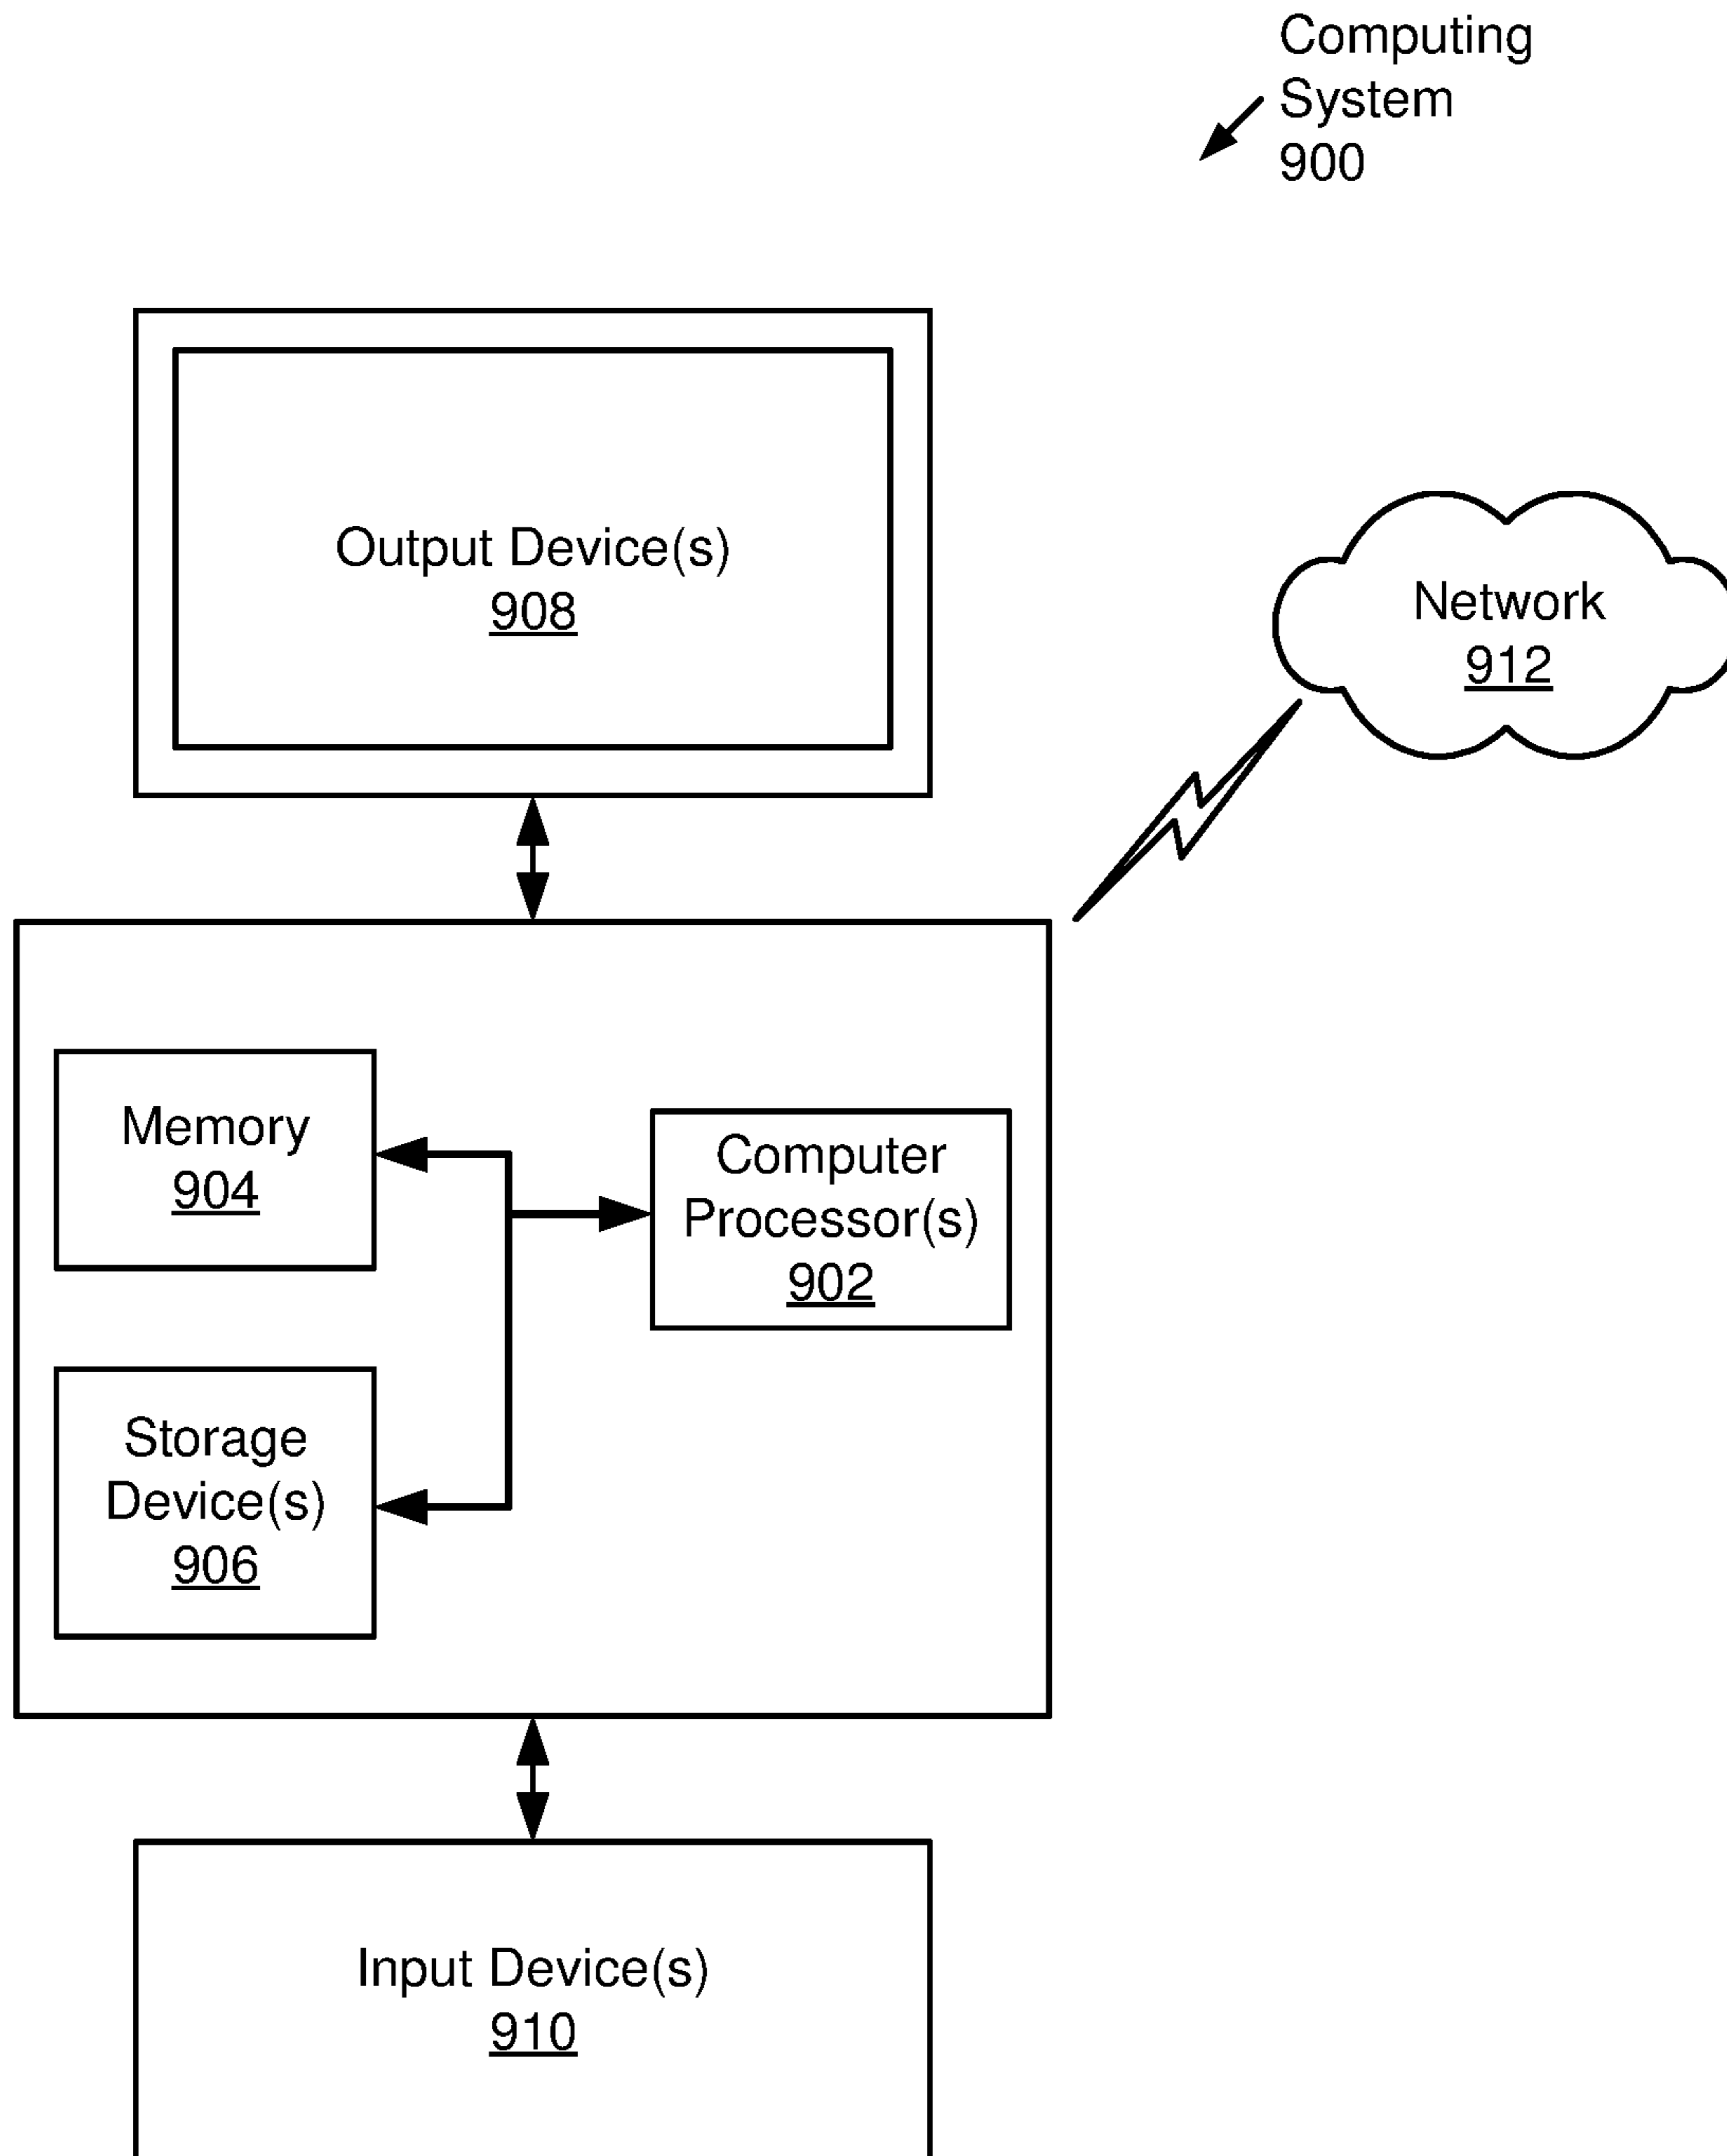 Computing
System
900
Output Device(s)
908
Network
912
Memory
904
Computer
Processor(s)
902
Storage
Device(s)
906
Input Device(s)
910